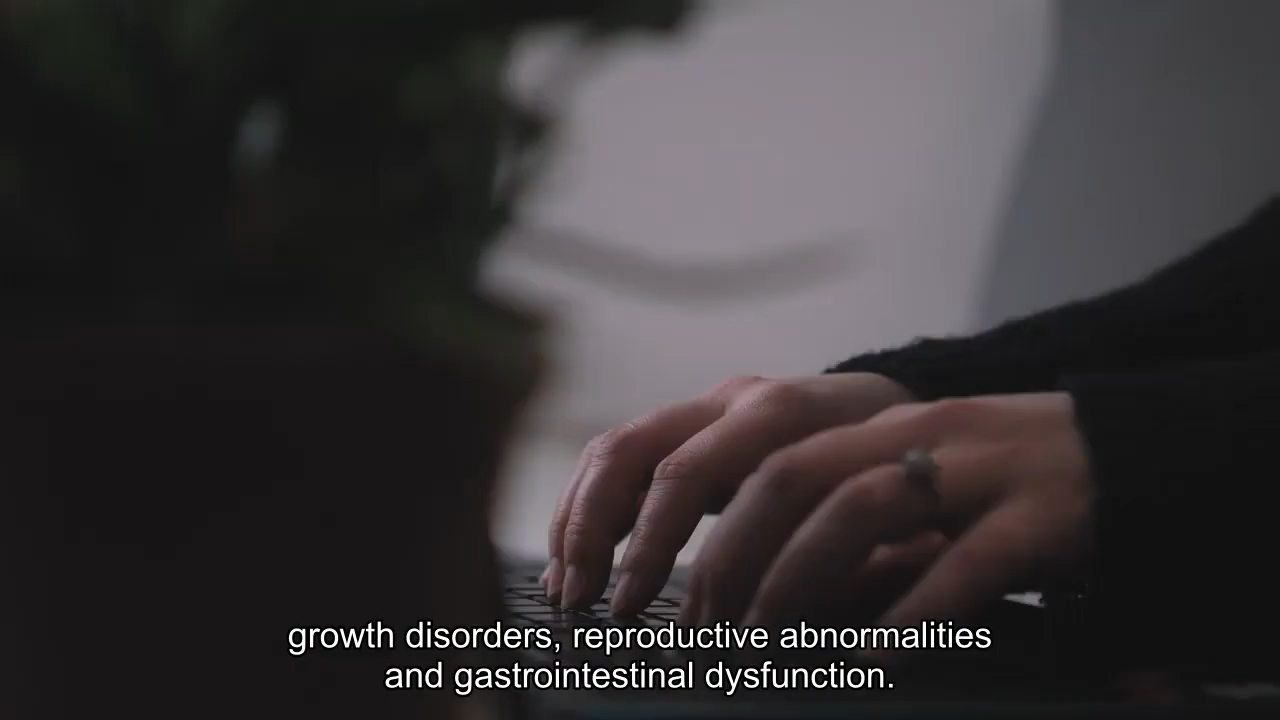 growth disorders, reproductive abnormalities
and gastrointestinal dysfunction.